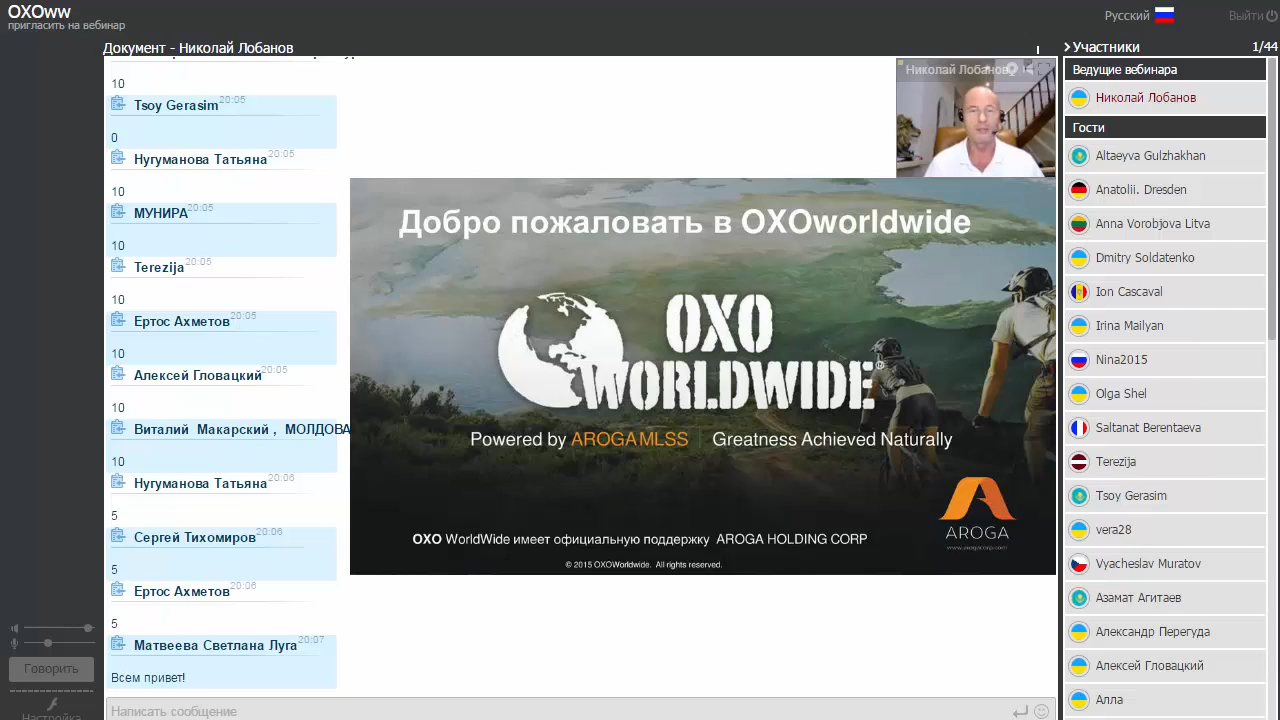 OXOww
пригласить на вебинар
Русский
Выйти
Документ - Николай Лобанов
10
Tsoy Gerasim 20:05
0
Нугуманова Татьяна 20:05
10
МУНИРА 20:05
10
Terezija 20:05
10
Ертос Ахметов 20:05
10
Алексей Гловацкий 20:05
10
Виталий Макарский , МОЛДОВА
10
Нугуманова Татьяна 20:06
5
Сергей Тихомиров 20:06
5
Ертос Ахметов 20:06
5
Матвеева Светлана Луга 20:07
Всем привет!
Написать сообщение
Говорить
Настройка
Николай Лобанов
Добро пожаловать в OXOworldwide
OXO
WORLDWIDE®
Powered by AROGA MLSS Greatness Achieved Naturally
AROGA
www.arogacorp.com
OXO WorldWide имеет официальную поддержку AROGA HOLDING CORP
© 2015 OXOWorldwide. All rights reserved.
Участники 1/44
Ведущие вебинара
Николай Лобанов
Гости
Altaeyva Gulzhakhan
Anatolii. Dresden
Anna Vorobjova Litva
Dmitry Soldatenko
Ion Cascaval
Irina Mailyan
Nina2015
Olga Shel
Tanat Berentaeva
Terezija
Tsoy Gerasim
vera28
Yaroslav Muratov
Азанат Агитаев
Александр Перегуда
Алексей Гловацкий
Алла